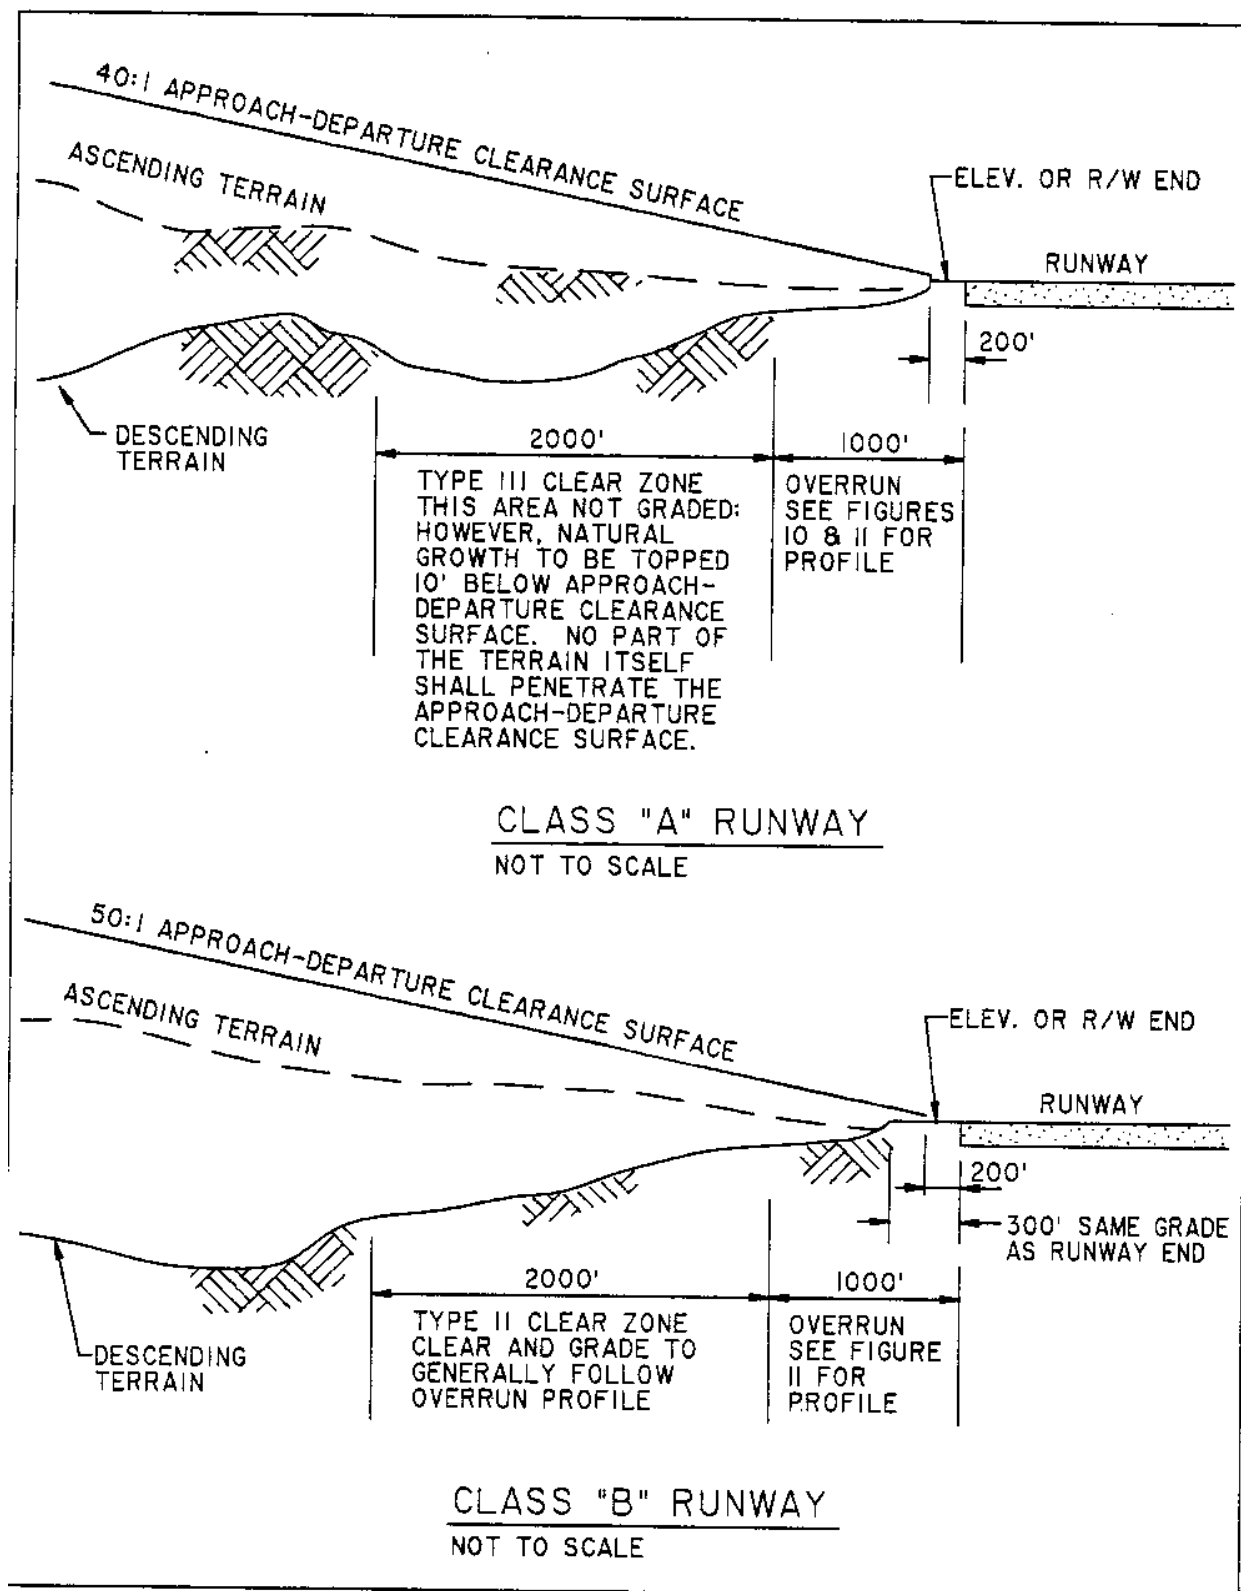 40:1 APPROACH-DEPARTURE CLEARANCE SURFACE
ASCENDING TERRAIN
ELEV. OR R/W END
RUNWAY
200'
DESCENDING
TERRAIN
2000'
1000'
TYPE III CLEAR ZONE
THIS AREA NOT GRADED:
HOWEVER, NATURAL
GROWTH TO BE TOPPED
10' BELOW APPROACH-
DEPARTURE CLEARANCE
SURFACE. NO PART OF
THE TERRAIN ITSELF
SHALL PENETRATE THE
APPROACH-DEPARTURE
CLEARANCE SURFACE.
OVERRUN
SEE FIGURES
10 & 11 FOR
PROFILE
CLASS "A" RUNWAY
NOT TO SCALE
50:1 APPROACH-DEPARTURE CLEARANCE SURFACE
ASCENDING TERRAIN
ELEV. OR R/W END
RUNWAY
200'
300' SAME GRADE
AS RUNWAY END
DESCENDING
TERRAIN
2000'
1000'
TYPE II CLEAR ZONE
CLEAR AND GRADE TO
GENERALLY FOLLOW
OVERRUN PROFILE
OVERRUN
SEE FIGURE
11 FOR
PROFILE
CLASS "B" RUNWAY
NOT TO SCALE